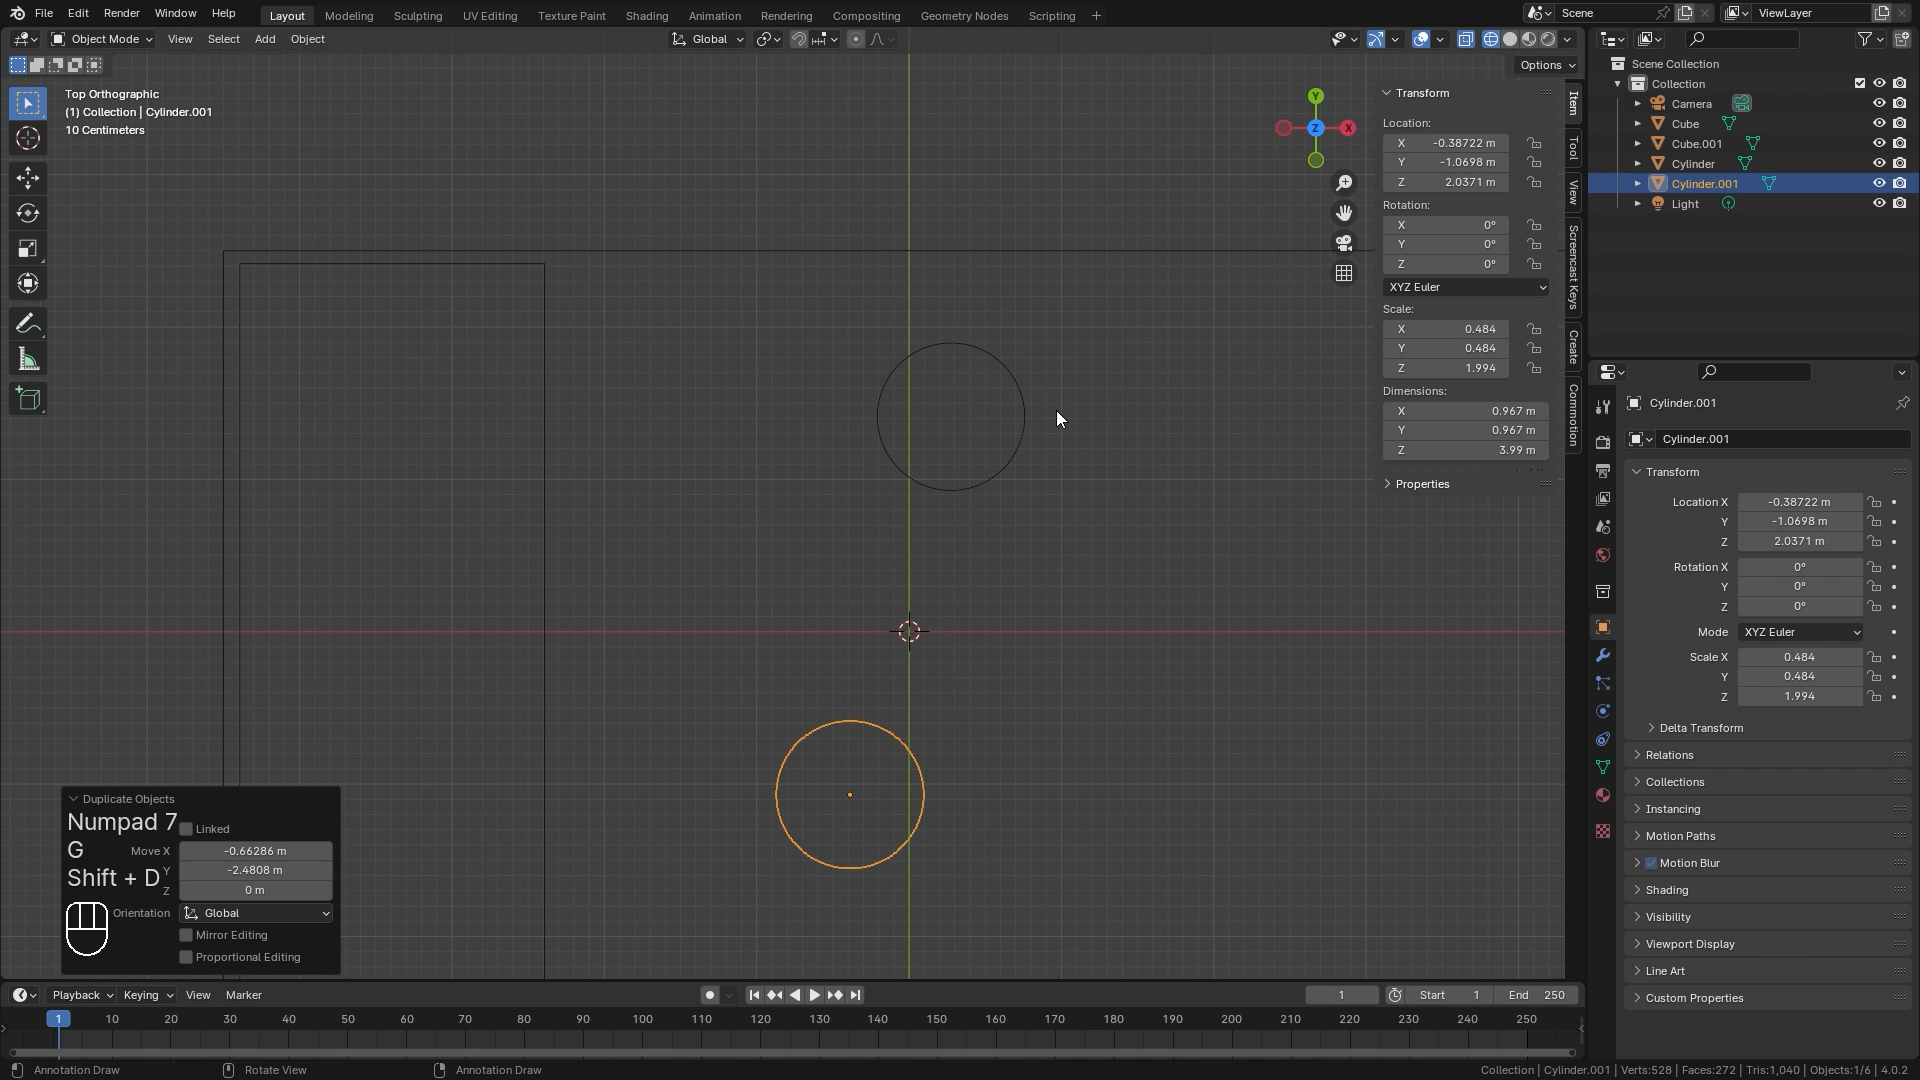 File Edit Render Window Help Layout Modeling Sculpting UV Editing Texture Paint Shading Animation Rendering Compositing Geometry Nodes Scripting + Scene ViewLayer
Object Mode View Select Add Object Global
Options
Top Orthographic
(1) Collection | Cylinder.001
10 Centimeters
Y
Z
X
Transform
Location:
X -0.38722 m
Y -1.0698 m
Z 2.0371 m
Rotation:
X 0°
Y 0°
Z 0°
XYZ Euler
Scale:
X 0.484
Y 0.484
Z 1.994
Dimensions:
X 0.967 m
Y 0.967 m
Z 3.99 m
Properties
Item
Tool
View
Screencast Keys
Create
Commotion
Scene Collection
Collection
Camera
Cube
Cube.001
Cylinder
Cylinder.001
Light
Cylinder.001
Cylinder.001
Transform
Location X -0.38722 m
Y -1.0698 m
Z 2.0371 m
Rotation X 0°
Y 0°
Z 0°
Mode XYZ Euler
Scale X 0.484
Y 0.484
Z 1.994
Delta Transform
Relations
Collections
Instancing
Motion Paths
Motion Blur
Shading
Visibility
Viewport Display
Line Art
Custom Properties
Duplicate Objects
Numpad 7
Linked
G
Move X -0.66286 m
Shift + D
Y -2.4808 m
Z 0 m
Orientation Global
Mirror Editing
Proportional Editing
Playback Keying View Marker 1 Start 1 End 250
1 10 20 30 40 50 60 70 80 90 100 110 120 130 140 150 160 170 180 190 200 210 220 230 240 250
Annotation Draw Rotate View Annotation Draw Collection | Cylinder.001 | Verts:528 | Faces:272 | Tris:1,040 | Objects:1/6 | 4.0.2